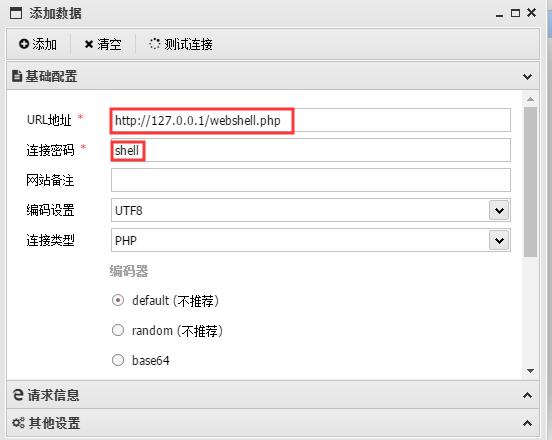 添加数据
添加 清空 测试连接
基础配置
URL地址 * http://127.0.0.1/webshell.php
连接密码 * shell
网站备注
编码设置 UTF8
连接类型 PHP
编码器
default (不推荐)
random (不推荐)
base64
请求信息
其他设置